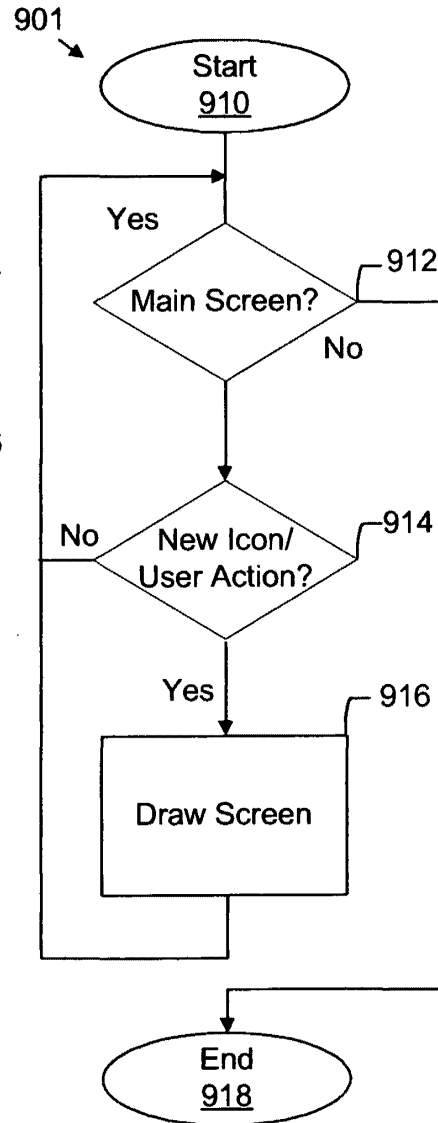 901
Start
910
Yes
Main Screen?
912
No
New Icon/
User Action?
914
No
Yes
916
Draw Screen
End
918